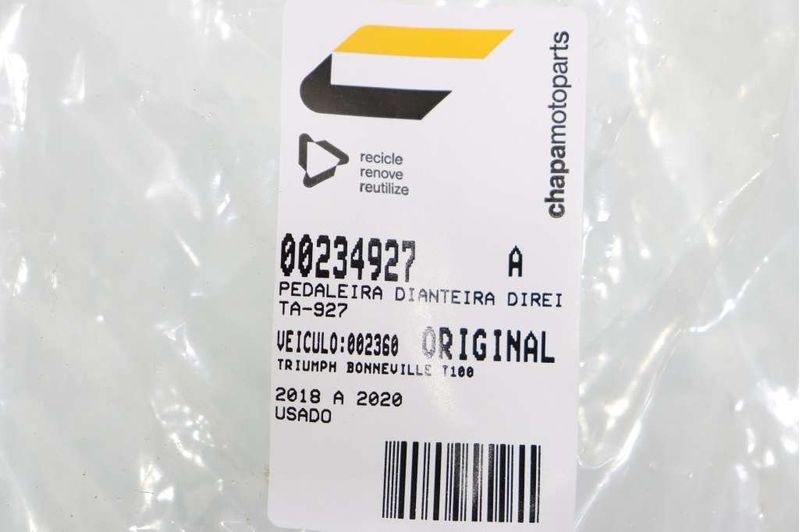 chapamotoparts
recicle
renove
reutilize
00234927 A
PEDALEIRA DIANTEIRA DIREI
TA-927
VEICULO:002360 ORIGINAL
TRIUMPH BONNEVILLE T100
2018 A 2020
USADO